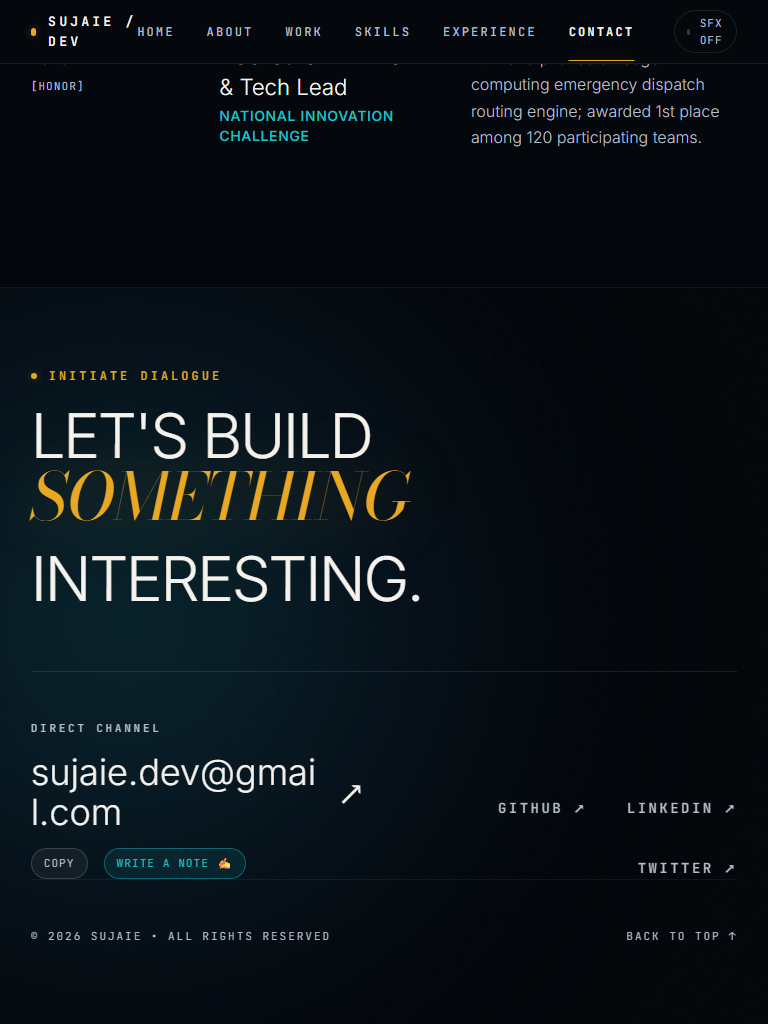 SUJAIE /
DEV
HOME
ABOUT
WORK
SKILLS
EXPERIENCE
CONTACT
SFX
OFF
[HONOR]
& Tech Lead
NATIONAL INNOVATION
CHALLENGE
computing emergency dispatch
routing engine; awarded 1st place
among 120 participating teams.
INITIATE DIALOGUE
LET'S BUILD
SOMETHING
INTERESTING.
DIRECT CHANNEL
sujaie.dev@gmai
l.com
↗
COPY
WRITE A NOTE ✍️
GITHUB ↗
LINKEDIN ↗
TWITTER ↗
© 2026 SUJAIE • ALL RIGHTS RESERVED
BACK TO TOP ↑